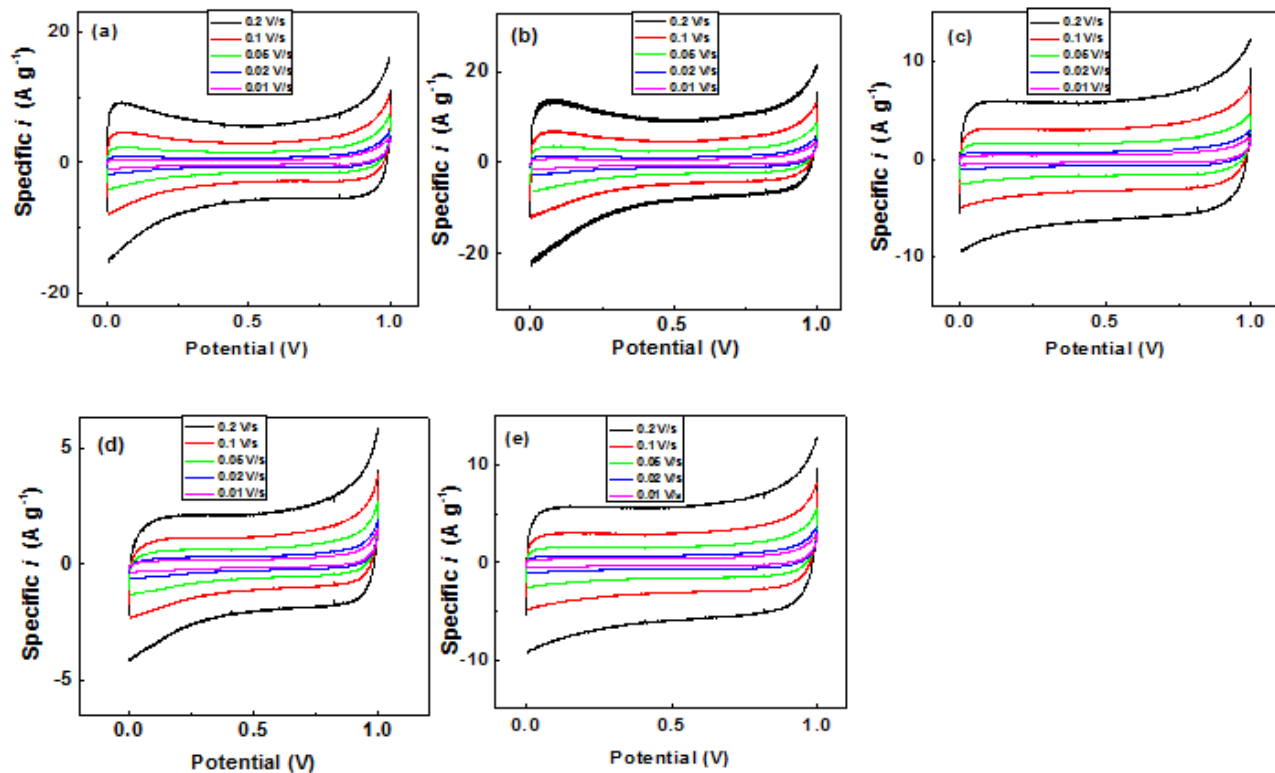 (a)
0.2 V/s
0.1 V/s
0.05 V/s
0.02 V/s
0.01 V/s
Specific i (A g⁻¹)
20
0
-20
0.0
0.5
1.0
Potential (V)
(b)
0.2 V/s
0.1 V/s
0.05 V/s
0.02 V/s
0.01 V/s
Specific i (A g⁻¹)
20
0
-20
0.0
0.5
1.0
Potential (V)
(c)
0.2 V/s
0.1 V/s
0.05 V/s
0.02 V/s
0.01 V/s
Specific i (A g⁻¹)
10
0
-10
0.0
0.5
1.0
Potential (V)
(d)
0.2 V/s
0.1 V/s
0.05 V/s
0.02 V/s
0.01 V/s
Specific i (A g⁻¹)
5
0
-5
0.0
0.5
1.0
Potential (V)
(e)
0.2 V/s
0.1 V/s
0.05 V/s
0.02 V/s
0.01 V/s
Specific i (A g⁻¹)
10
0
-10
0.0
0.5
1.0
Potential (V)